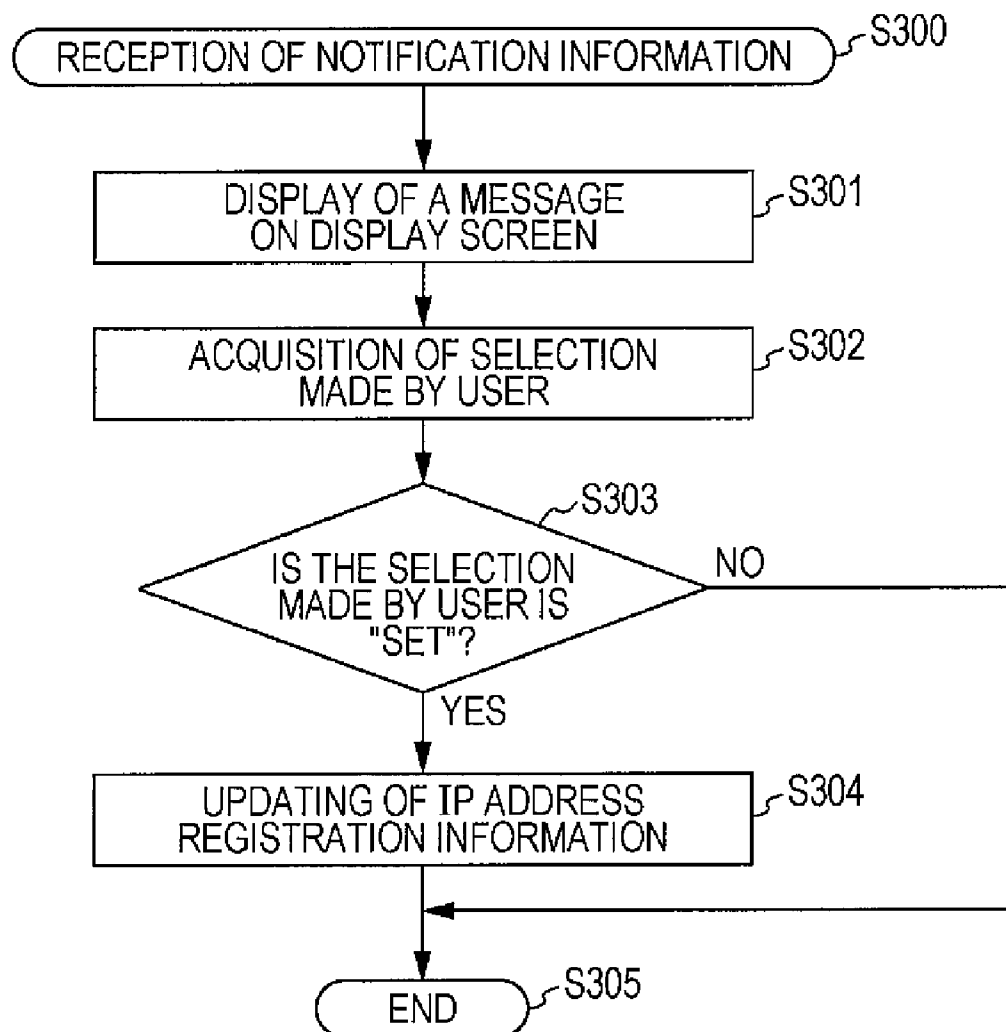 RECEPTION OF NOTIFICATION INFORMATION
S300
DISPLAY OF A MESSAGE
ON DISPLAY SCREEN
S301
ACQUISITION OF SELECTION
MADE BY USER
S302
S303
IS THE SELECTION
MADE BY USER IS
"SET"?
NO
YES
UPDATING OF IP ADDRESS
REGISTRATION INFORMATION
S304
END
S305